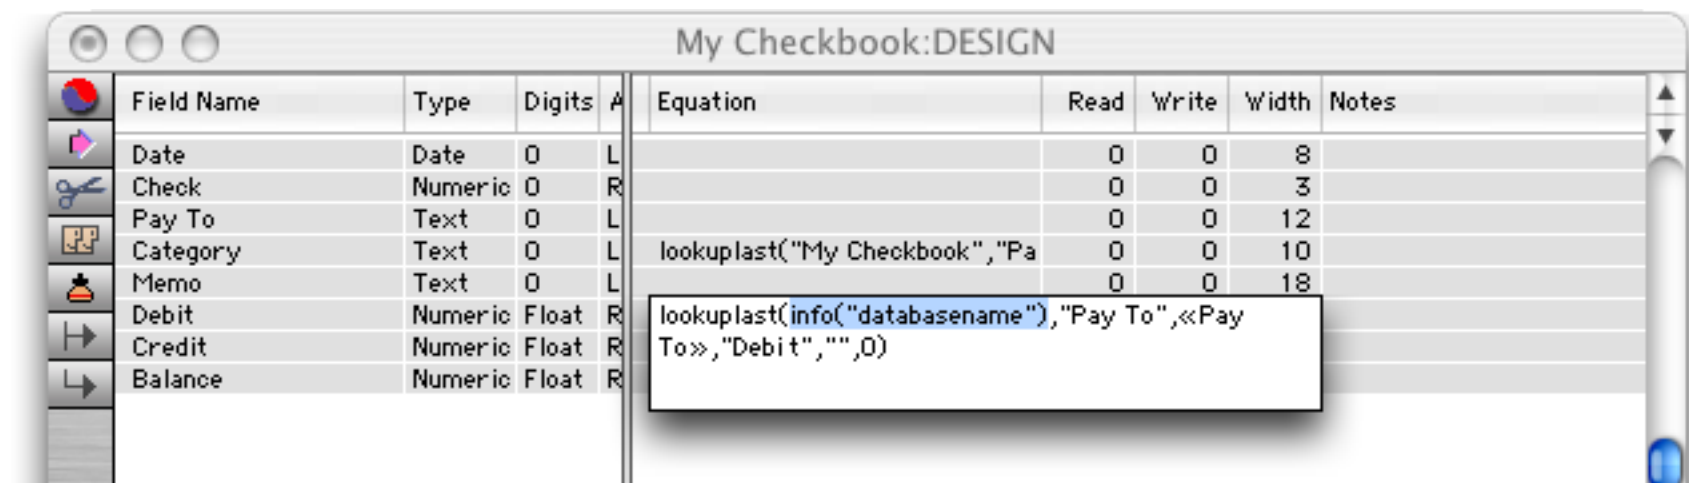 My Checkbook:DESIGN
Field Name Type Digits A Equation Read Write Width Notes
Date Date 0 L 0 0 8
Check Numeric 0 R 0 0 3
Pay To Text 0 L 0 0 12
Category Text 0 L lookuplast("My Checkbook","Pa 0 0 10
Memo Text 0 L 0 0 18
Debit Numeric Float R lookuplast(info("databasename"),"Pay To",«Pay
Credit Numeric Float R To»,"Debit","",0)
Balance Numeric Float R